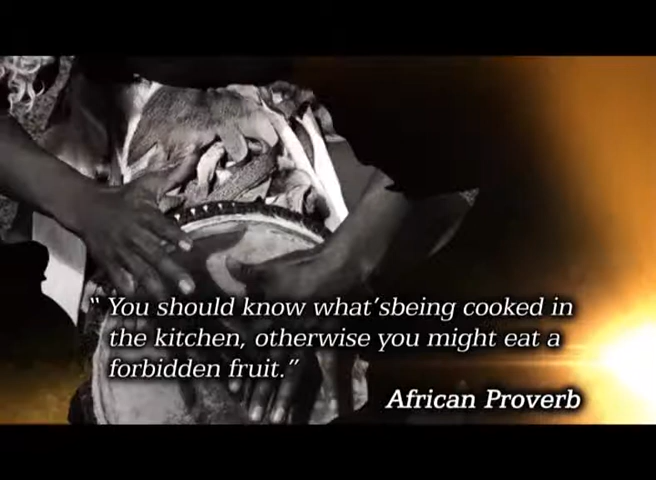 “ You should know what'sbeing cooked in
the kitchen, otherwise you might eat a
forbidden fruit.”
African Proverb